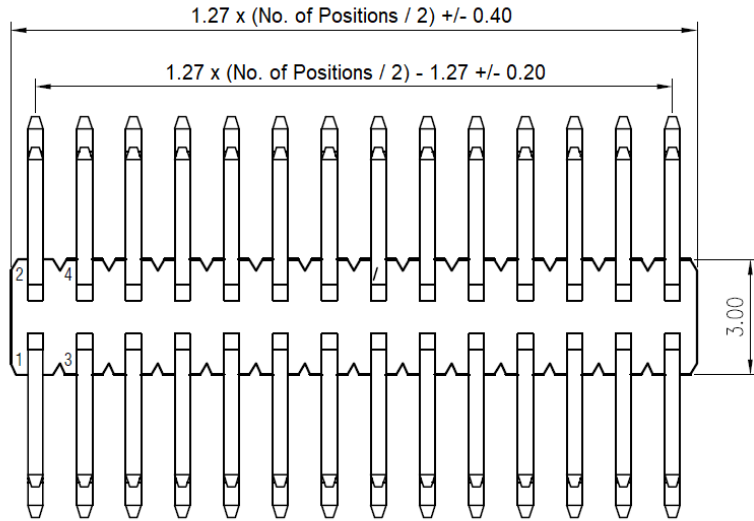 1.27 x (No. of Positions / 2) +/- 0.40
1.27 x (No. of Positions / 2) - 1.27 +/- 0.20
2 4 /
3.00
1 3